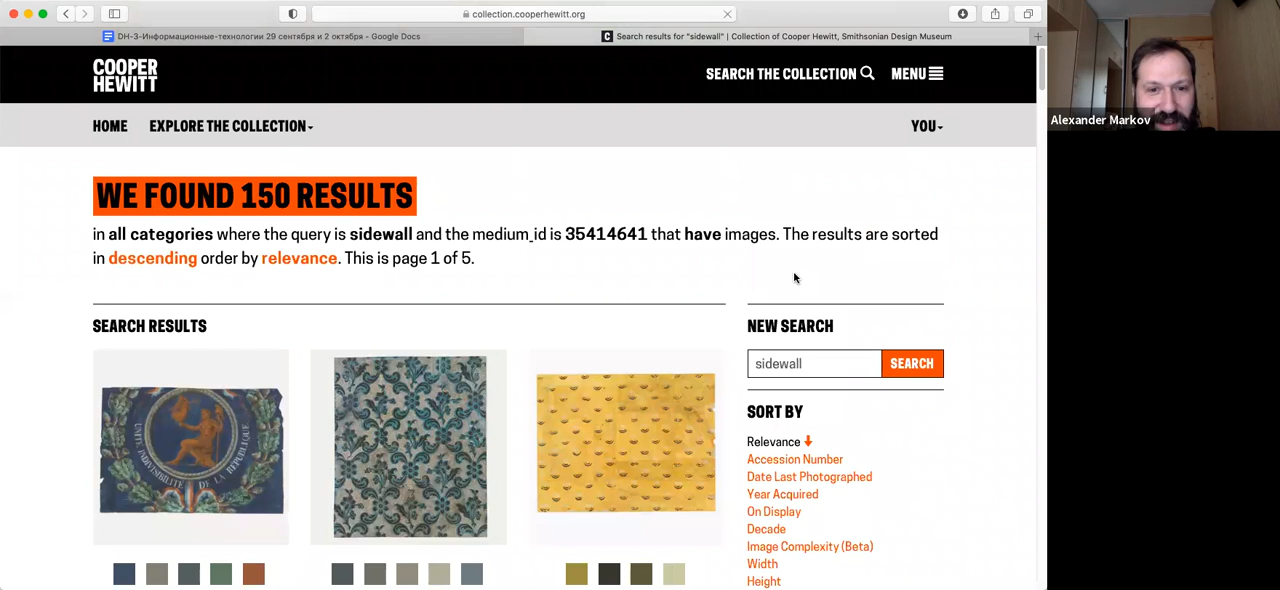 collection.cooperhewitt.org
DH-3-Информационные-технологии 29 сентября и 2 октября - Google Docs
C Search results for "sidewall" | Collection of Cooper Hewitt, Smithsonian Design Museum
COOPER
HEWITT
SEARCH THE COLLECTION
MENU
Alexander Markov
HOME
EXPLORE THE COLLECTION
YOU
WE FOUND 150 RESULTS
in all categories where the query is sidewall and the medium_id is 35414641 that have images. The results are sorted
in descending order by relevance. This is page 1 of 5.
SEARCH RESULTS
NEW SEARCH
sidewall
SEARCH
SORT BY
Relevance
Accession Number
Date Last Photographed
Year Acquired
On Display
Decade
Image Complexity (Beta)
Width
Height
UNITE INDIVISIBILITE DE LA REPUBLIQUE